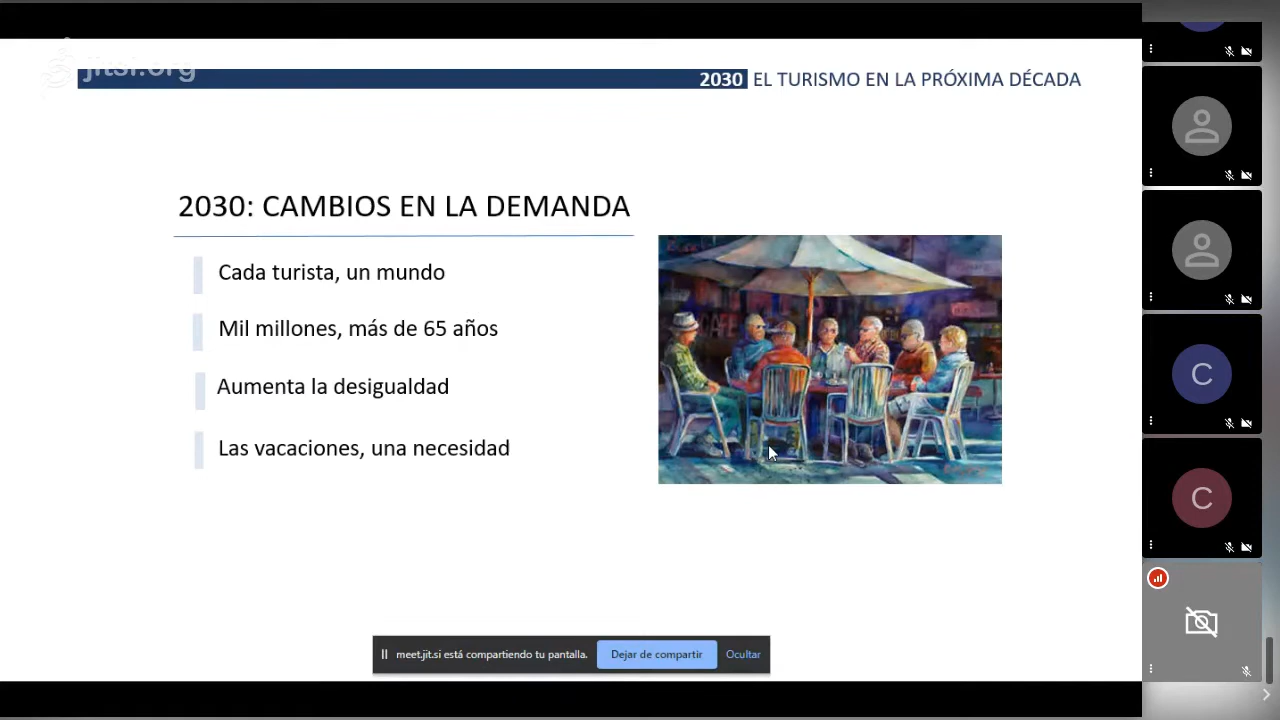 jitsi.org
2030 EL TURISMO EN LA PRÓXIMA DÉCADA
2030: CAMBIOS EN LA DEMANDA
Cada turista, un mundo
Mil millones, más de 65 años
Aumenta la desigualdad
Las vacaciones, una necesidad
meet.jit.si está compartiendo tu pantalla.
Dejar de compartir
Ocultar
C
C